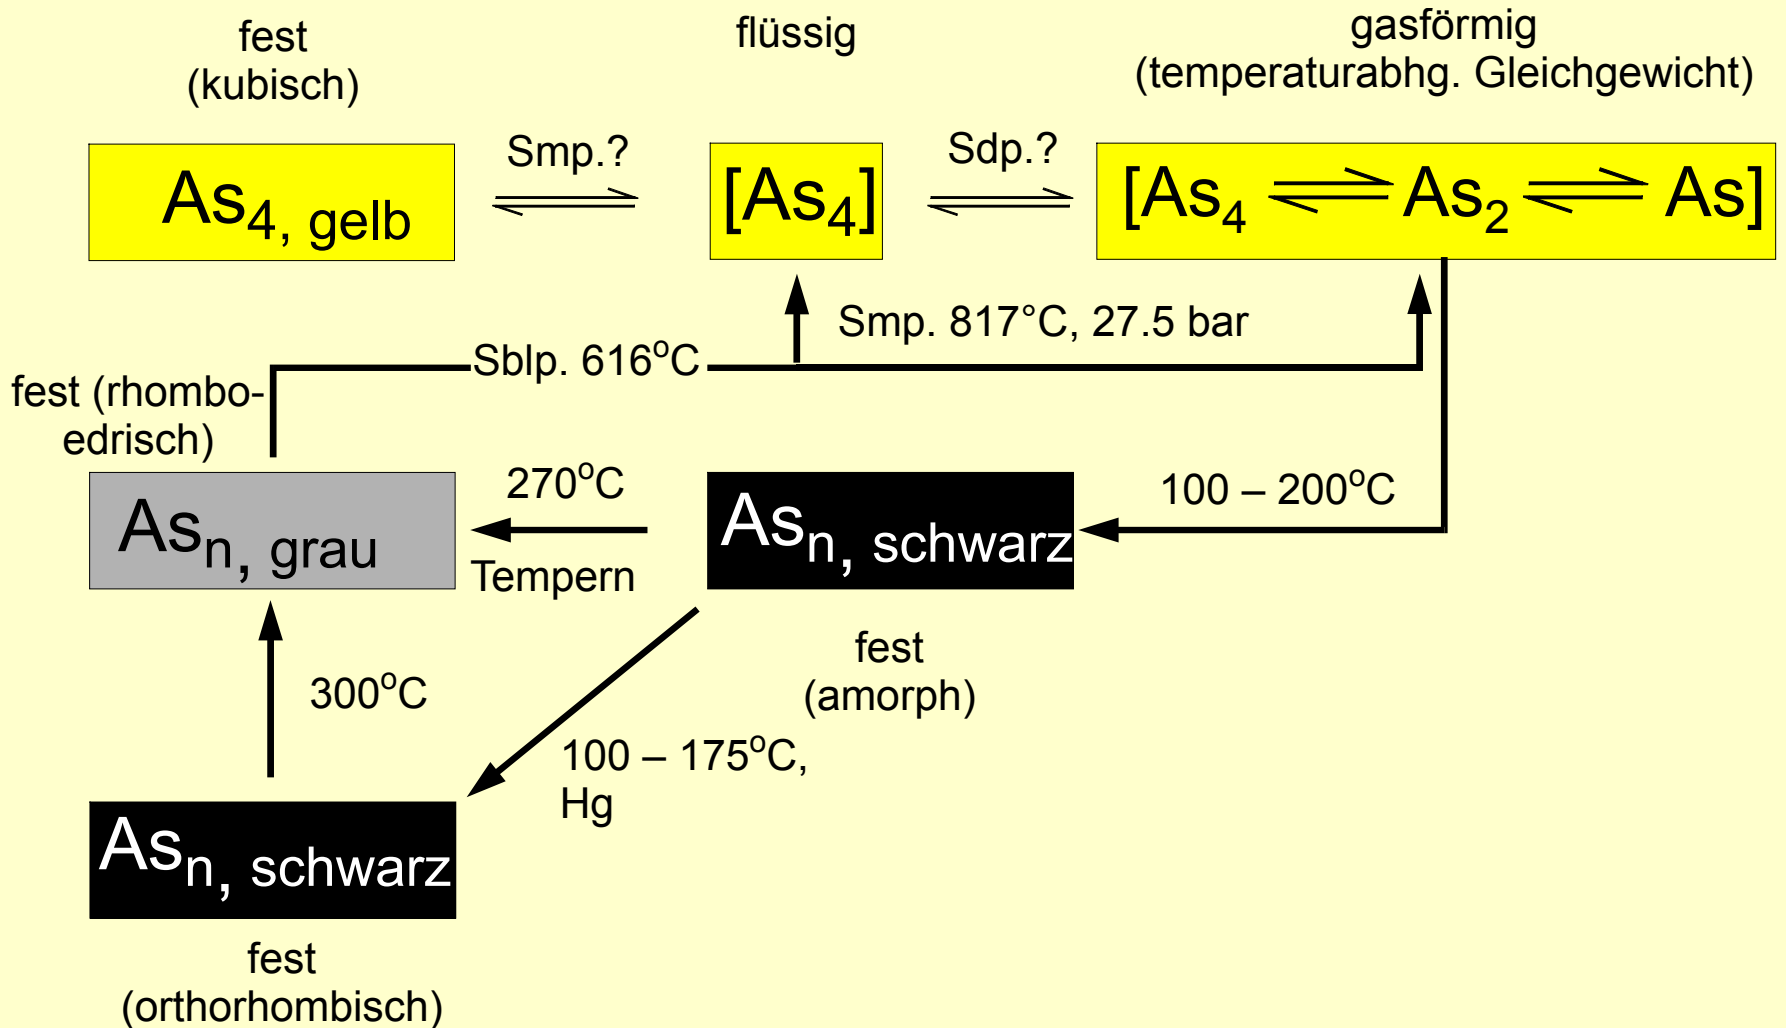 fest
(kubisch)
flüssig
gasförmig
(temperaturabhg. Gleichgewicht)
As4, gelb
Smp.?
[As4]
Sdp.?
[As4 ⇌ As2 ⇌ As]
Smp. 817°C, 27.5 bar
Sblp. 616°C
fest (rhombo-
edrisch)
Asn, grau
270°C
Tempern
Asn, schwarz
100 – 200°C
fest
(amorph)
300°C
100 – 175°C,
Hg
Asn, schwarz
fest
(orthorhombisch)